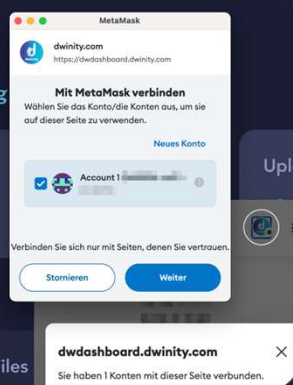 MetaMask
dwinity.com
https://dwdashboard.dwinity.com
Mit MetaMask verbinden
Wählen Sie das Konto/die Konten aus, um sie
auf dieser Seite zu verwenden.
Neues Konto
Account 1
Verbinden Sie sich nur mit Seiten, denen Sie vertrauen.
Stornieren
Weiter
Upl
iles
dwdashboard.dwinity.com
Sie haben 1 Konten mit dieser Seite verbunden.